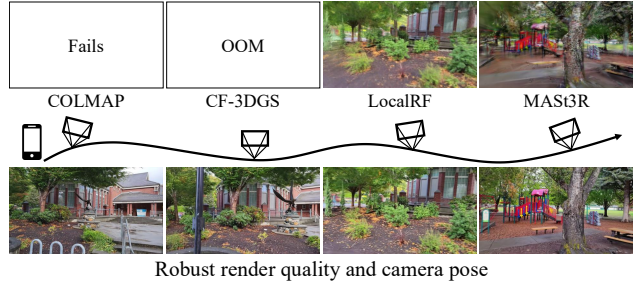 Fails OOM
COLMAP CF-3DGS LocalRF MASt3R
Robust render quality and camera pose